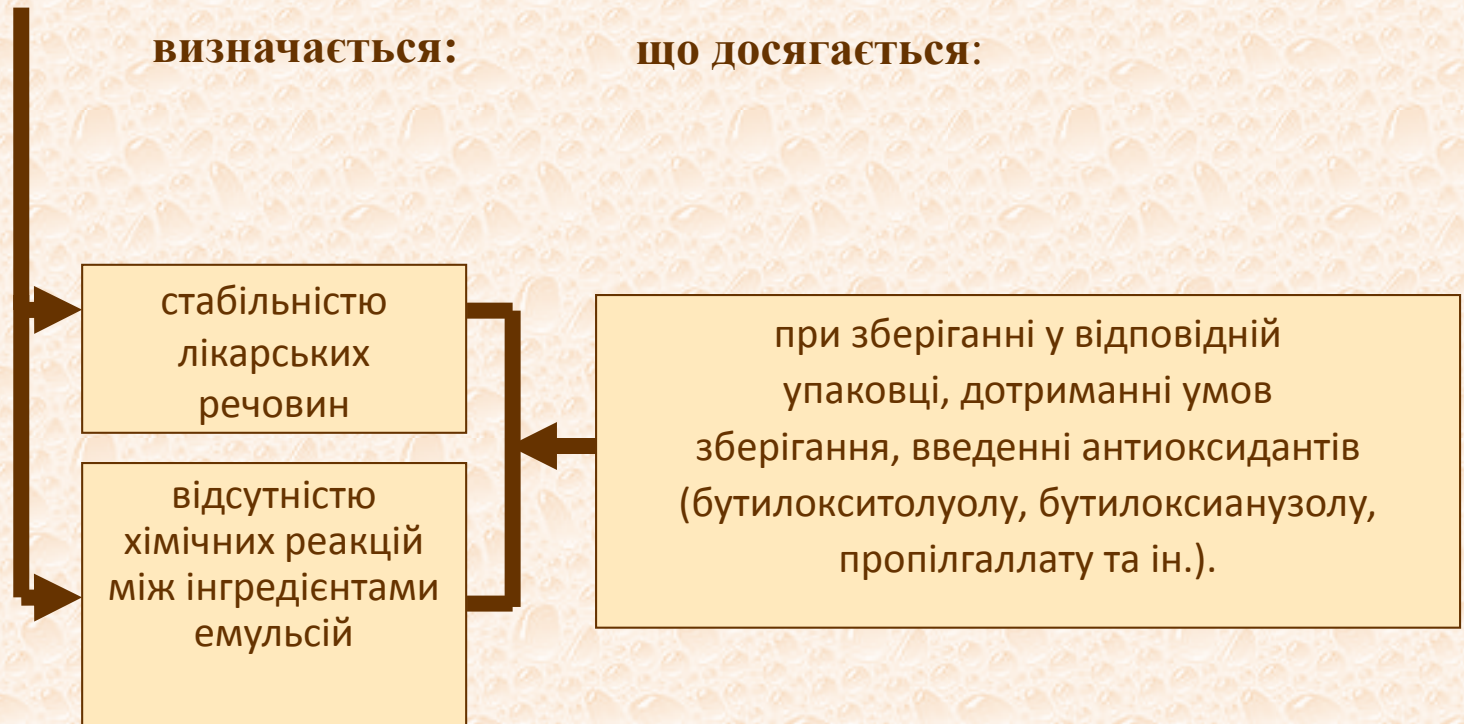 визначається:
що досягається:
стабільністю
лікарських
речовин
відсутністю
хімічних реакцій
між інгредієнтами
емульсій
при зберіганні у відповідній
упаковці, дотриманні умов
зберігання, введенні антиоксидантів
(бутилокситолуолу, бутилоксианузолу,
пропілгаллату та ін.).